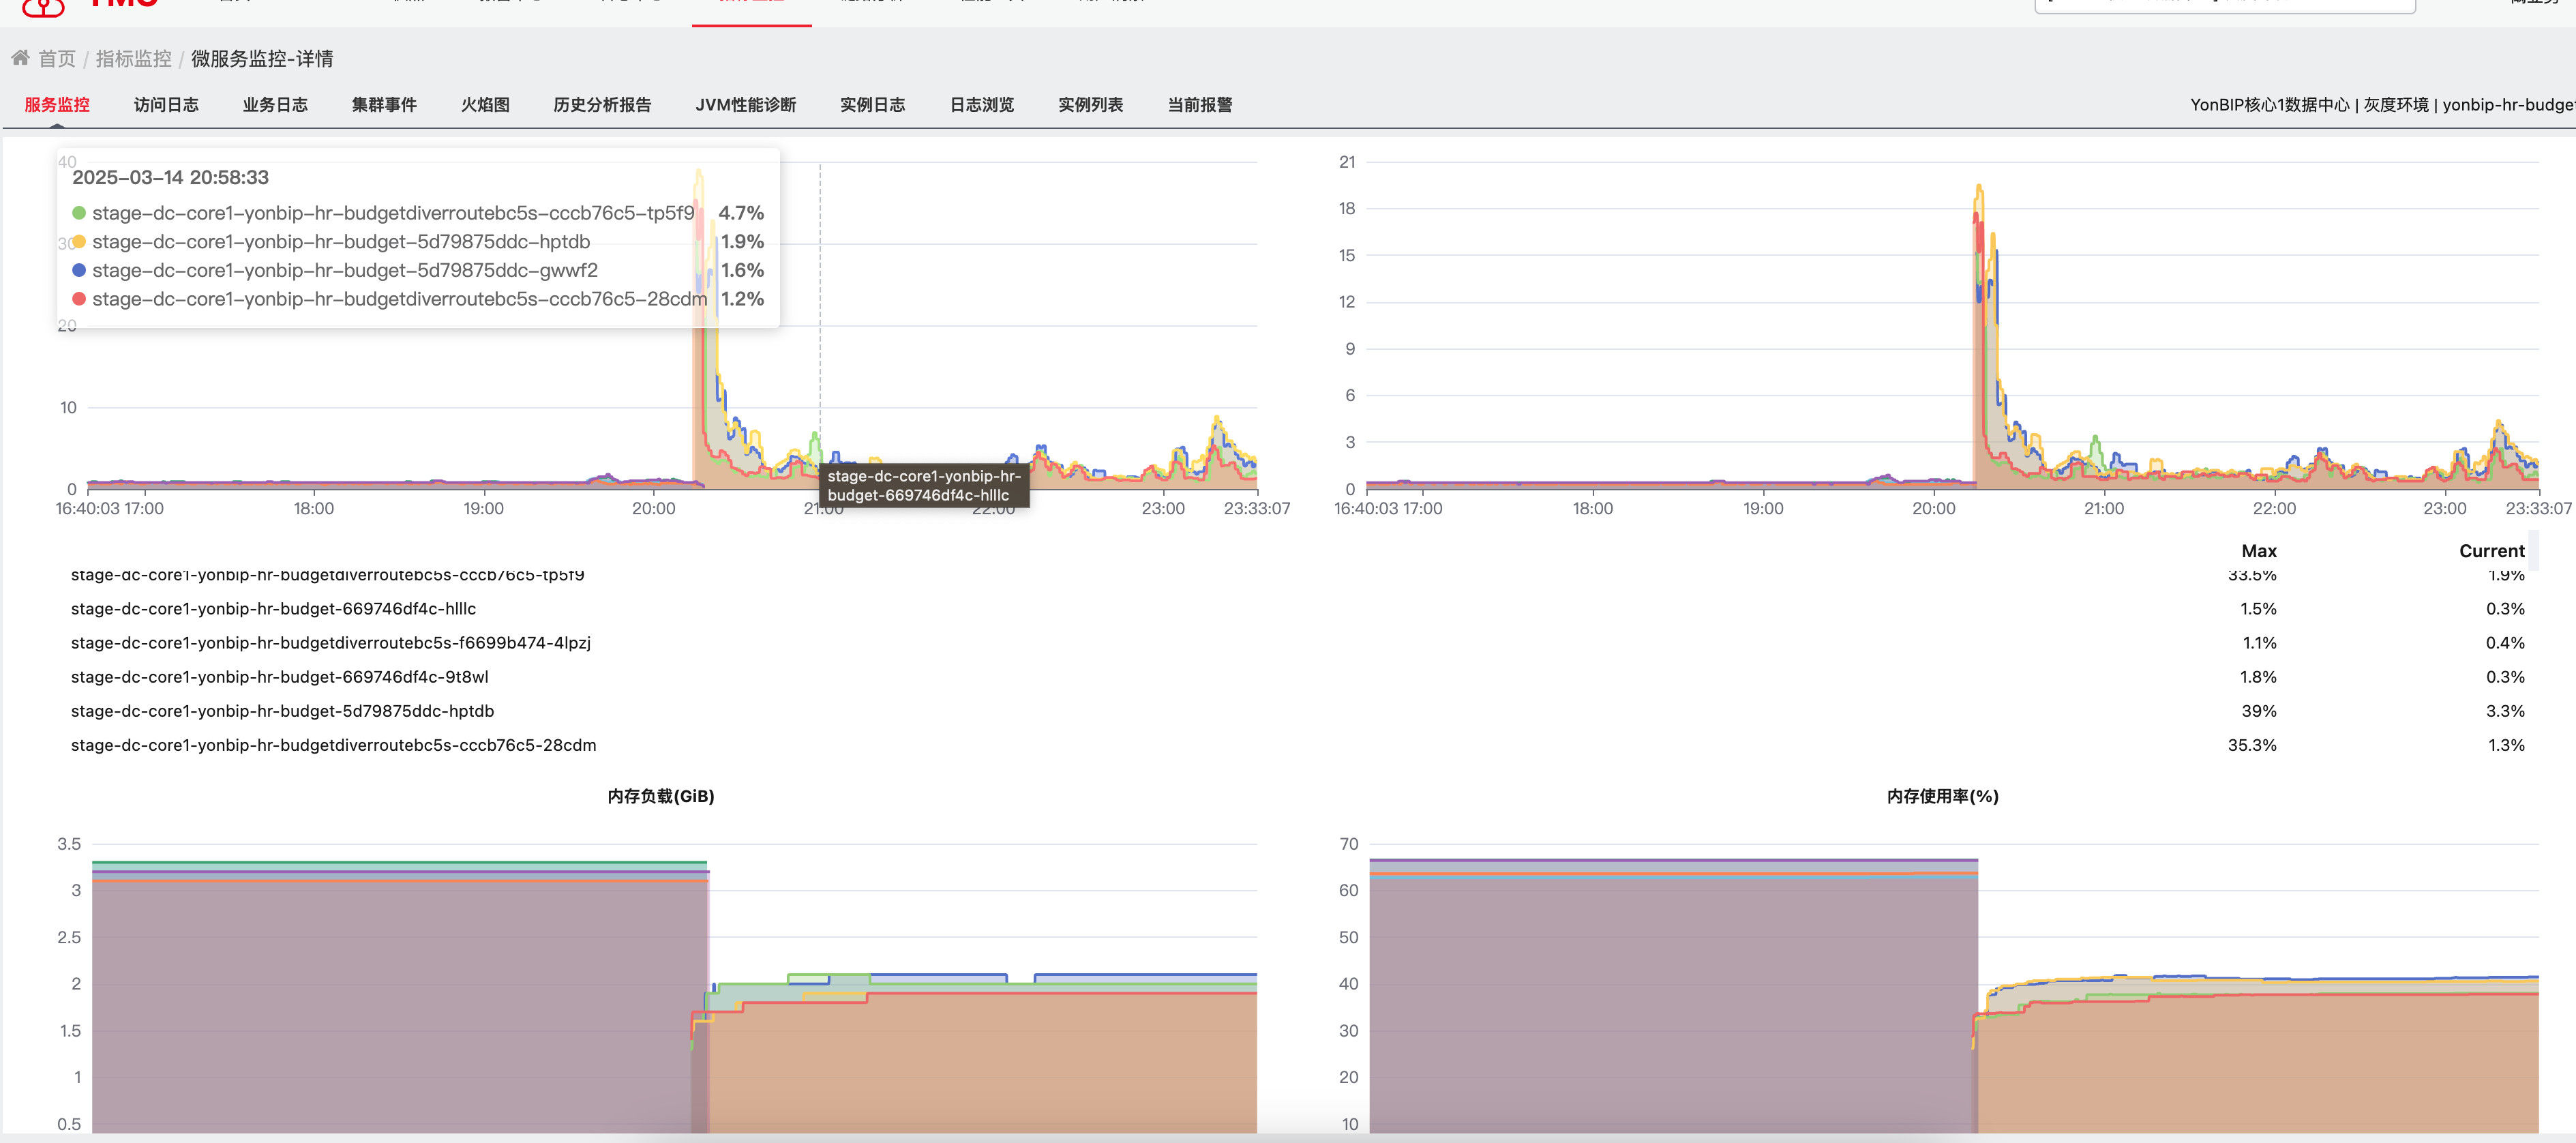 首页 / 指标监控 / 微服务监控-详情
服务监控 访问日志 业务日志 集群事件 火焰图 历史分析报告 JVM性能诊断 实例日志 日志浏览 实例列表 当前报警 YonBIP核心1数据中心 | 灰度环境 | yonbip-hr-budge
40
2025-03-14 20:58:33
stage-dc-core1-yonbip-hr-budgetdiverroutebc5s-cccb76c5-tp5f9 4.7%
30
stage-dc-core1-yonbip-hr-budget-5d79875ddc-hptdb 1.9%
stage-dc-core1-yonbip-hr-budget-5d79875ddc-gwwf2 1.6%
stage-dc-core1-yonbip-hr-budgetdiverroutebc5s-cccb76c5-28cdm 1.2%
20
10
0
stage-dc-core1-yonbip-hr-
budget-669746df4c-hlllc
16:40:03 17:00 18:00 19:00 20:00 21:00 22:00 23:00 23:33:07
21
18
15
12
9
6
3
0
16:40:03 17:00 18:00 19:00 20:00 21:00 22:00 23:00 23:33:07
Max Current
stage-dc-core1-yonbip-hr-budgetdiverroutebc5s-cccb76c5-tp5f9 33.5% 1.9%
stage-dc-core1-yonbip-hr-budget-669746df4c-hlllc 1.5% 0.3%
stage-dc-core1-yonbip-hr-budgetdiverroutebc5s-f6699b474-4lpzj 1.1% 0.4%
stage-dc-core1-yonbip-hr-budget-669746df4c-9t8wl 1.8% 0.3%
stage-dc-core1-yonbip-hr-budget-5d79875ddc-hptdb 39% 3.3%
stage-dc-core1-yonbip-hr-budgetdiverroutebc5s-cccb76c5-28cdm 35.3% 1.3%
内存负载(GiB)
3.5
3
2.5
2
1.5
1
0.5
内存使用率(%)
70
60
50
40
30
20
10